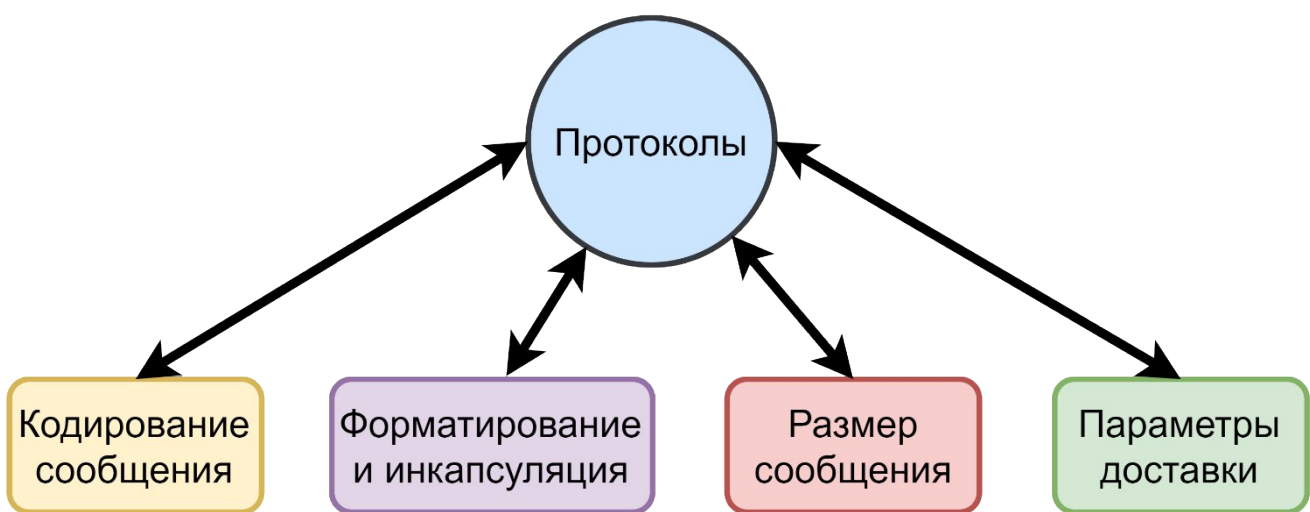 Протоколы
Кодирование
сообщения
Форматирование
и инкапсуляция
Размер
сообщения
Параметры
доставки